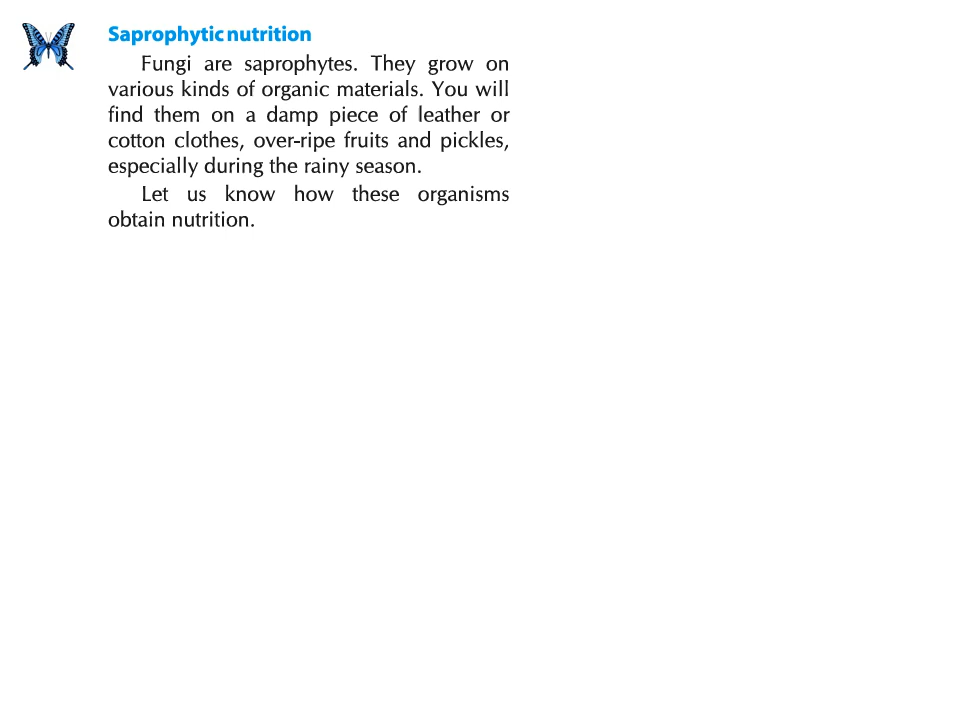 Saprophytic nutrition
Fungi are saprophytes. They grow on
various kinds of organic materials. You will
find them on a damp piece of leather or
cotton clothes, over-ripe fruits and pickles,
especially during the rainy season.
Let us know how these organisms
obtain nutrition.